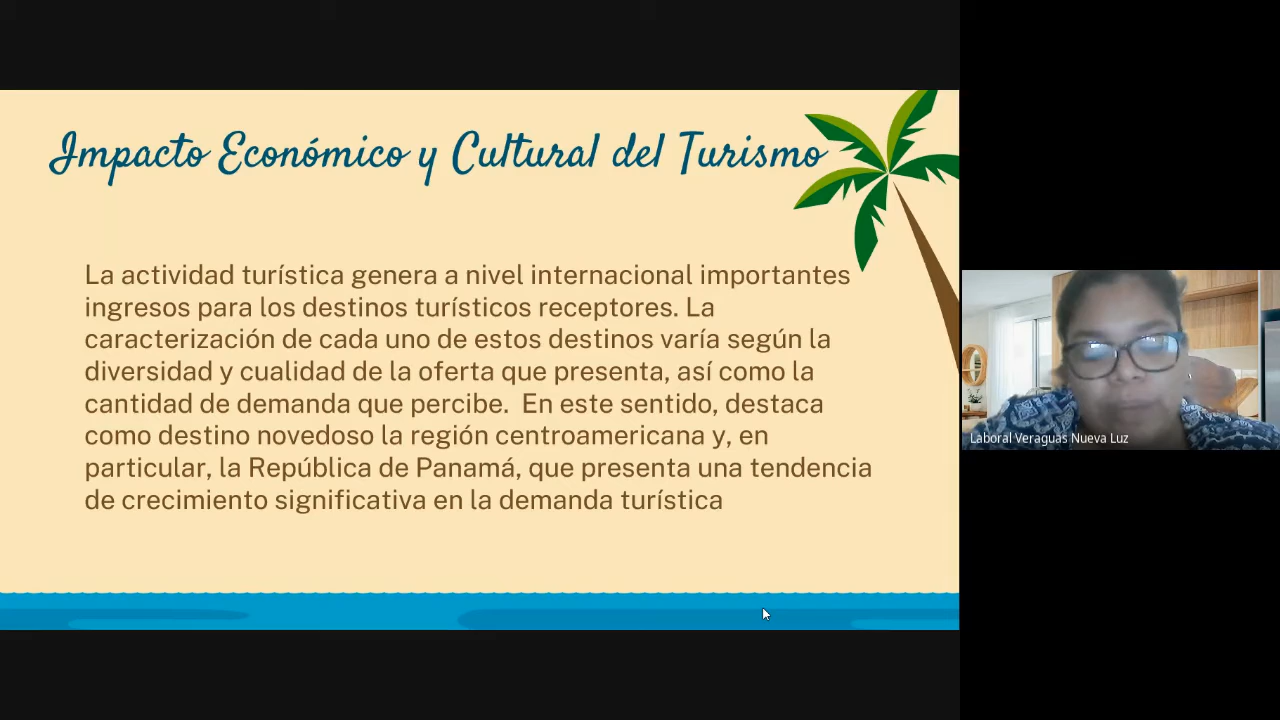 Impacto Económico y Cultural del Turismo
La actividad turística genera a nivel internacional importantes
ingresos para los destinos turísticos receptores. La
caracterización de cada uno de estos destinos varía según la
diversidad y cualidad de la oferta que presenta, así como la
cantidad de demanda que percibe.  En este sentido, destaca
como destino novedoso la región centroamericana y, en
particular, la República de Panamá, que presenta una tendencia
de crecimiento significativa en la demanda turística
Laboral Veraguas Nueva Luz